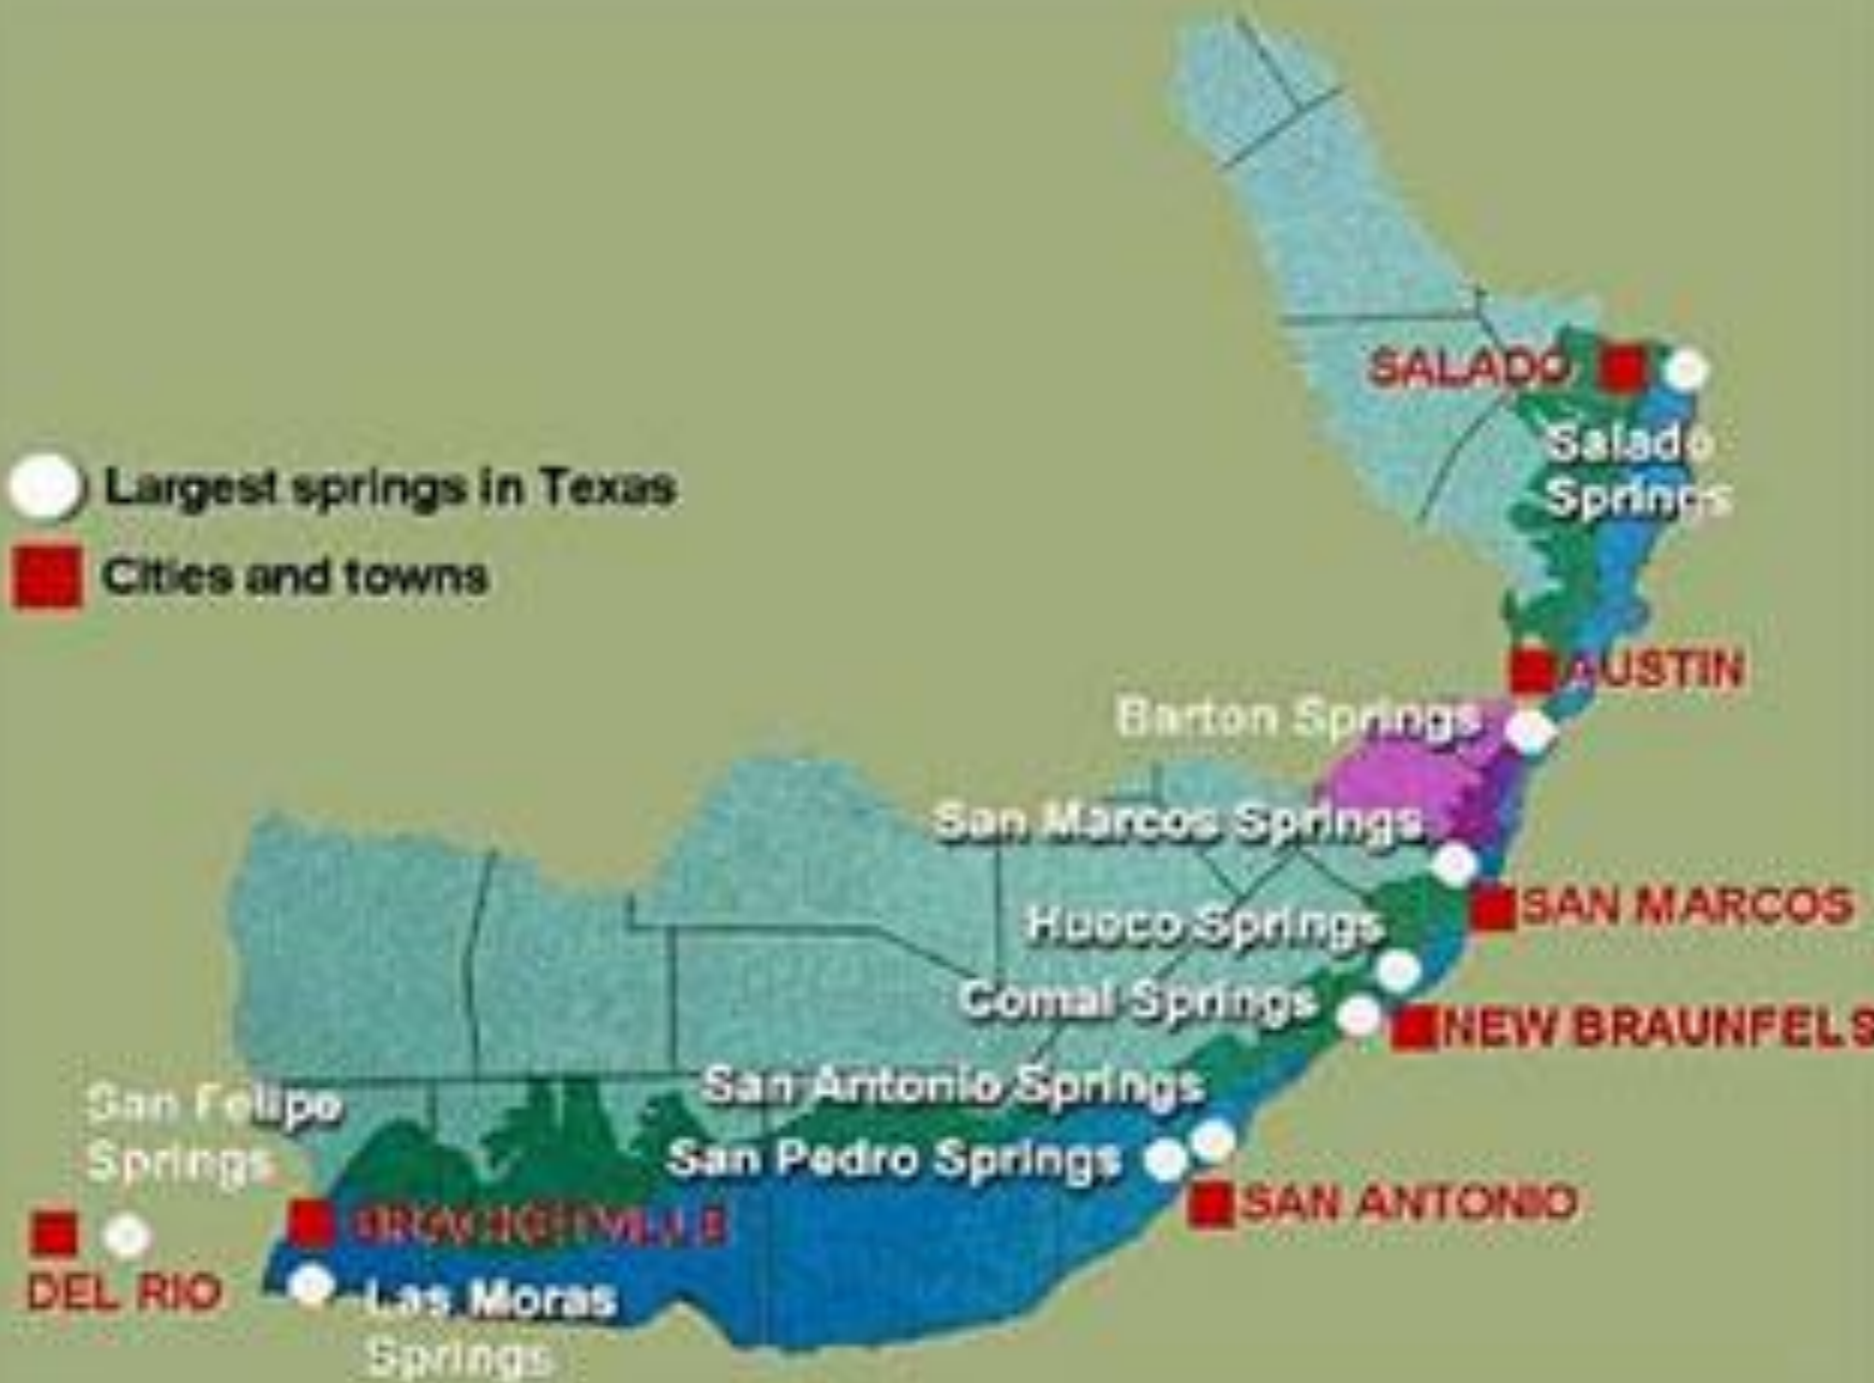 SALADO
Salado
Springs
Largest springs in Texas
Cities and towns
AUSTIN
Barton Springs
San Marcos Springs
SAN MARCOS
Hueco Springs
Comal Springs
NEW BRAUNFELS
San Antonio Springs
San Felipe
Springs
San Pedro Springs
SAN ANTONIO
BRACKETVILLE
DEL RIO
Las Moras
Springs